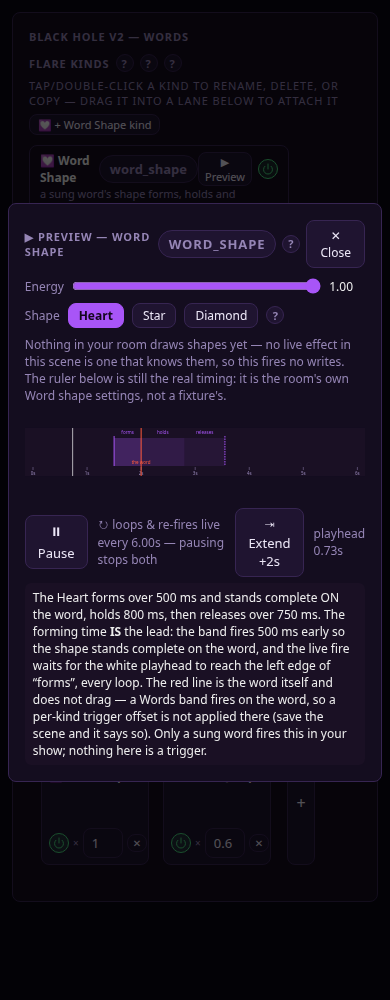 BLACK HOLE V2 — WORDS
FLARE KINDS ? ? ?
TAP/DOUBLE-CLICK A KIND TO RENAME, DELETE, OR
COPY — DRAG IT INTO A LANE BELOW TO ATTACH IT
💟 + Word Shape kind
💟 Word Shape word_shape ▶ Preview
a sung word's shape forms, holds and
▶ PREVIEW — WORD SHAPE WORD_SHAPE ? ✕ Close
Energy 1.00
Shape Heart Star Diamond ?
Nothing in your room draws shapes yet — no live effect in
this scene is one that knows them, so this fires no writes.
The ruler below is still the real timing: it is the room's own
Word shape settings, not a fixture's.
forms holds releases
the word
0s 1s 2s 3s 4s 5s 6s
⏸ Pause
↻ loops & re-fires live
every 6.00s — pausing
stops both
⇥ Extend +2s
playhead
0.73s
The Heart forms over 500 ms and stands complete ON
the word, holds 800 ms, then releases over 750 ms. The
forming time IS the lead: the band fires 500 ms early so
the shape stands complete on the word, and the live fire
waits for the white playhead to reach the left edge of
“forms”, every loop. The red line is the word itself and
does not drag — a Words band fires on the word, so a
per-kind trigger offset is not applied there (save the
scene and it says so). Only a sung word fires this in your
show; nothing here is a trigger.
× 1 ✕ × 0.6 ✕ +